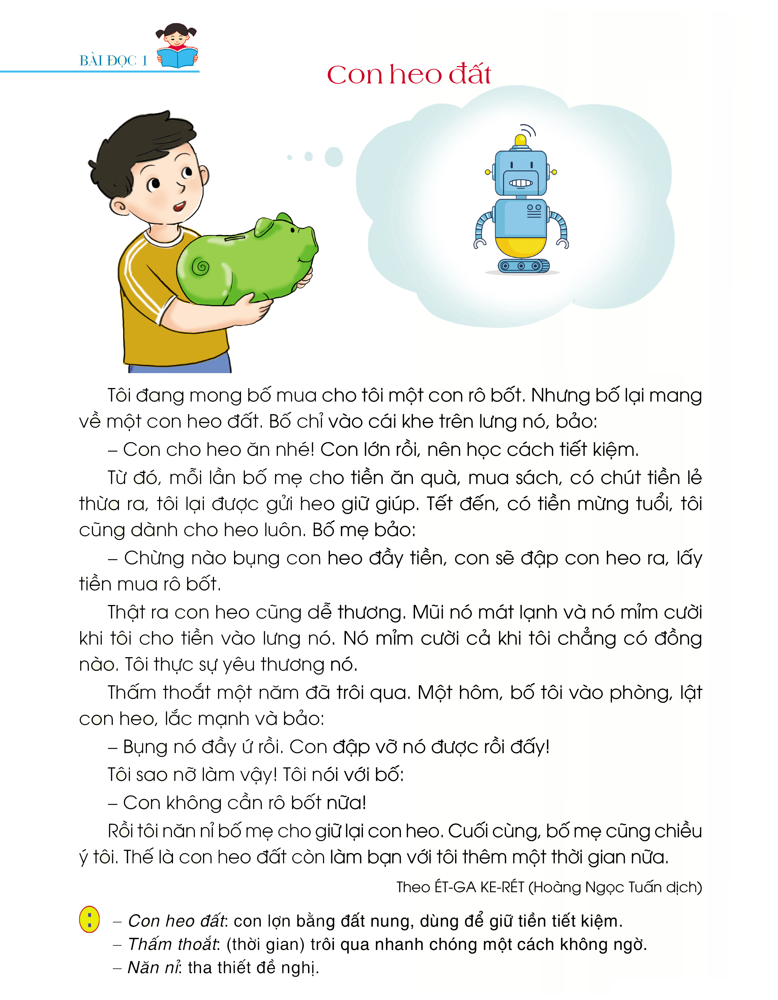 BÀI ĐỌC 1
Con heo đất
Tôi đang mong bố mua cho tôi một con rô bốt. Nhưng bố lại mang
về một con heo đất. Bố chỉ vào cái khe trên lưng nó, bảo:
– Con cho heo ăn nhé! Con lớn rồi, nên học cách tiết kiệm.
Từ đó, mỗi lần bố mẹ cho tiền ăn quà, mua sách, có chút tiền lẻ
thừa ra, tôi lại được gửi heo giữ giúp. Tết đến, có tiền mừng tuổi, tôi
cũng dành cho heo luôn. Bố mẹ bảo:
– Chừng nào bụng con heo đầy tiền, con sẽ đập con heo ra, lấy
tiền mua rô bốt.
Thật ra con heo cũng dễ thương. Mũi nó mát lạnh và nó mỉm cười
khi tôi cho tiền vào lưng nó. Nó mỉm cười cả khi tôi chẳng có đồng
nào. Tôi thực sự yêu thương nó.
Thấm thoắt một năm đã trôi qua. Một hôm, bố tôi vào phòng, lật
con heo, lắc mạnh và bảo:
– Bụng nó đầy ứ rồi. Con đập vỡ nó được rồi đấy!
Tôi sao nỡ làm vậy! Tôi nói với bố:
– Con không cần rô bốt nữa!
Rồi tôi năn nỉ bố mẹ cho giữ lại con heo. Cuối cùng, bố mẹ cũng chiều
ý tôi. Thế là con heo đất còn làm bạn với tôi thêm một thời gian nữa.
Theo ÉT-GA KE-RÉT (Hoàng Ngọc Tuấn dịch)
: – Con heo đất: con lợn bằng đất nung, dùng để giữ tiền tiết kiệm.
– Thấm thoắt: (thời gian) trôi qua nhanh chóng một cách không ngờ.
– Năn nỉ: tha thiết đề nghị.